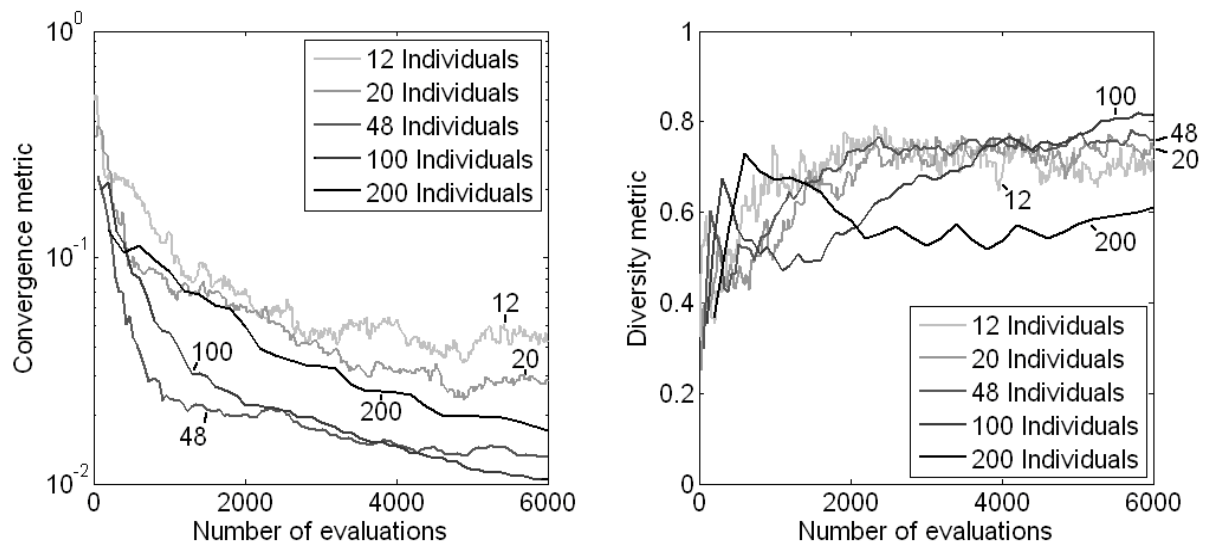 10^0
10^-1
10^-2
Convergence metric
12 Individuals
20 Individuals
48 Individuals
100 Individuals
200 Individuals
12
20
100
200
48
0
2000
4000
6000
Number of evaluations
1
0.8
0.6
0.4
0.2
0
Diversity metric
100
48
20
12
200
12 Individuals
20 Individuals
48 Individuals
100 Individuals
200 Individuals
0
2000
4000
6000
Number of evaluations